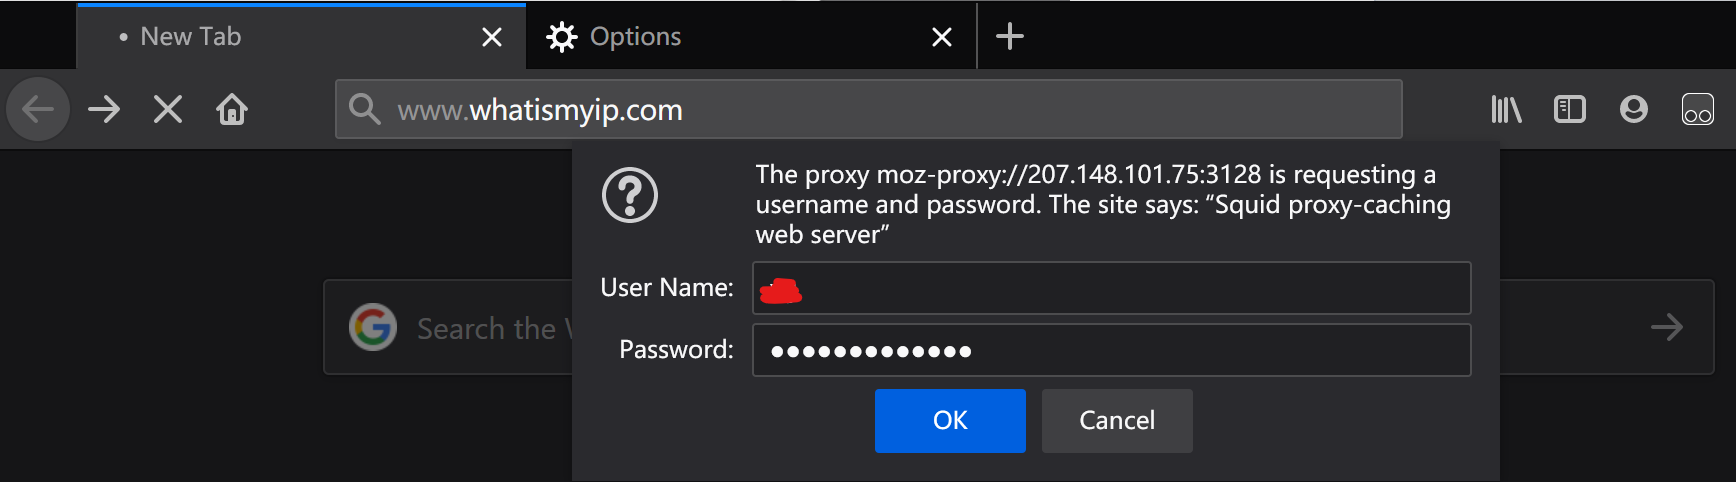 New Tab
Options
www.whatismyip.com
The proxy moz-proxy://207.148.101.75:3128 is requesting a
username and password. The site says: “Squid proxy-caching
web server”
User Name:
Search the
Password:
OK
Cancel